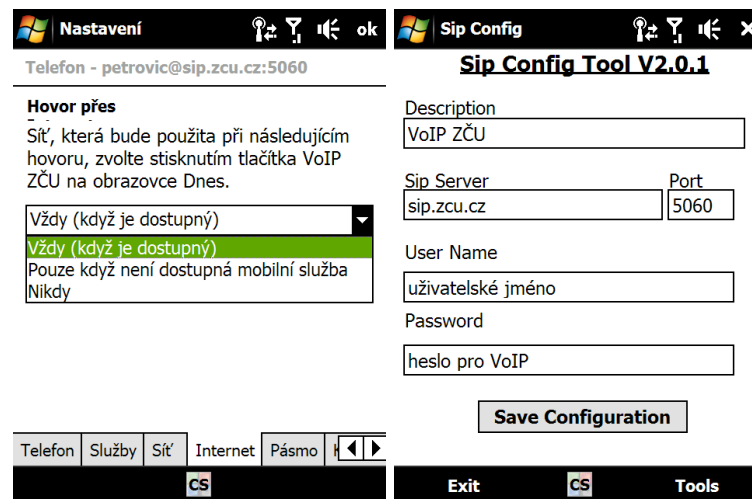 Nastavení
ok
Telefon - petrovic@sip.zcu.cz:5060
Hovor přes
Síť, která bude použita při následujícím
hovoru, zvolte stisknutím tlačítka VoIP
ZČU na obrazovce Dnes.
Vždy (když je dostupný)
Vždy (když je dostupný)
Pouze když není dostupná mobilní služba
Nikdy
Telefon
Služby
Síť
Internet
Pásmo
CS
Sip Config
Sip Config Tool V2.0.1
Description
VoIP ZČU
Sip Server
Port
sip.zcu.cz
5060
User Name
uživatelské jméno
Password
heslo pro VoIP
Save Configuration
Exit
CS
Tools